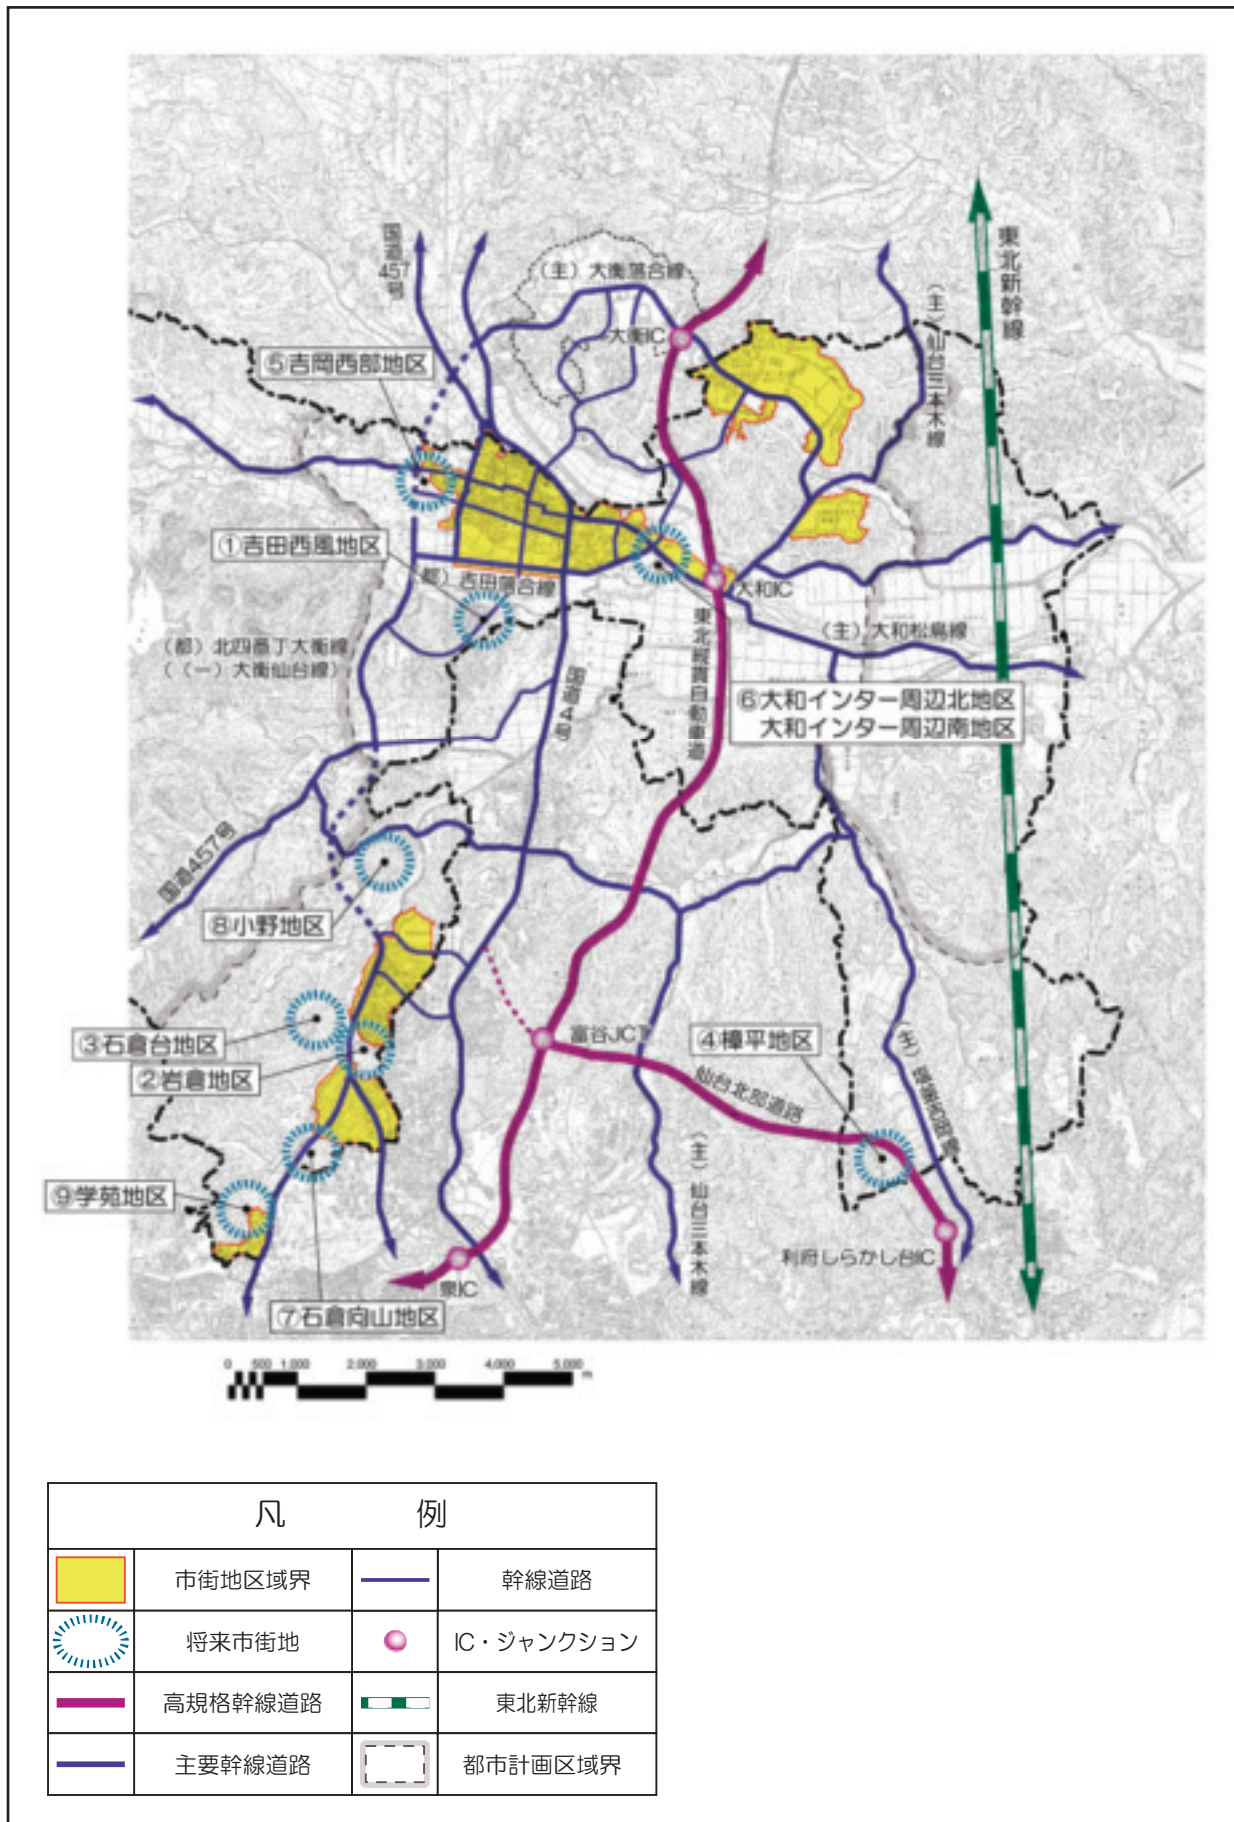 国道457号
東北新幹線
(主) 大衡落合線
大衡IC
(主) 仙台三本木線
⑤吉岡西部地区
①吉田西風地区
(都) 吉田落合線
大和IC
(主) 大和松島線
(都) 北四番丁大衡線
((一) 大衡仙台線)
国道4号
東北縦貫自動車道
⑥大和インター周辺北地区
大和インター周辺南地区
国道457号
⑧小野地区
③石倉台地区
②岩倉地区
富谷JCT
④樟平地区
仙台北部道路
⑨学苑地区
(主) 仙台三本木線
利府しらかし台IC
泉IC
⑦石倉向山地区
0 500 1,000 2,000 3,000 4,000 5,000
m
凡 例
市街地区域界
幹線道路
将来市街地
IC・ジャンクション
高規格幹線道路
東北新幹線
主要幹線道路
都市計画区域界